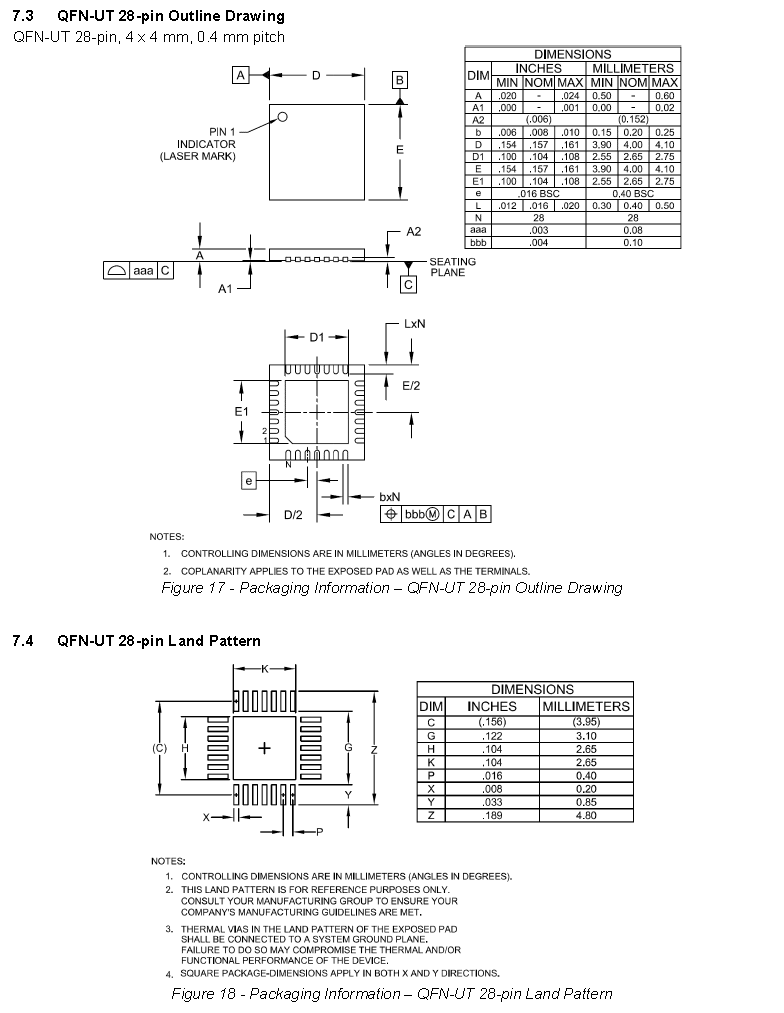 7.3 QFN-UT 28-pin Outline Drawing
QFN-UT 28-pin, 4 x 4 mm, 0.4 mm pitch
A
D
B
PIN 1
INDICATOR
(LASER MARK)
E
DIMENSIONS
DIM INCHES MILLIMETERS
MIN NOM MAX MIN NOM MAX
A .020 - .024 0.50 - 0.60
A1 .000 - .001 0.00 - 0.02
A2 (.006) (0.152)
b .006 .008 .010 0.15 0.20 0.25
D .154 .157 .161 3.90 4.00 4.10
D1 .100 .104 .108 2.55 2.65 2.75
E .154 .157 .161 3.90 4.00 4.10
E1 .100 .104 .108 2.55 2.65 2.75
e .016 BSC 0.40 BSC
L .012 .016 .020 0.30 0.40 0.50
N 28 28
aaa .003 0.08
bbb .004 0.10
A2
A
aaa C
A1
SEATING
PLANE
C
LxN
D1
E/2
E1
2
1
N
e
bxN
D/2
bbb M C A B
NOTES:
1. CONTROLLING DIMENSIONS ARE IN MILLIMETERS (ANGLES IN DEGREES).
2. COPLANARITY APPLIES TO THE EXPOSED PAD AS WELL AS THE TERMINALS.
Figure 17 - Packaging Information – QFN-UT 28-pin Outline Drawing
7.4 QFN-UT 28-pin Land Pattern
K
(C)
H
G
Z
Y
X
P
DIMENSIONS
DIM INCHES MILLIMETERS
C (.156) (3.95)
G .122 3.10
H .104 2.65
K .104 2.65
P .016 0.40
X .008 0.20
Y .033 0.85
Z .189 4.80
NOTES:
1. CONTROLLING DIMENSIONS ARE IN MILLIMETERS (ANGLES IN DEGREES).
2. THIS LAND PATTERN IS FOR REFERENCE PURPOSES ONLY.
CONSULT YOUR MANUFACTURING GROUP TO ENSURE YOUR
COMPANY'S MANUFACTURING GUIDELINES ARE MET.
3. THERMAL VIAS IN THE LAND PATTERN OF THE EXPOSED PAD
SHALL BE CONNECTED TO A SYSTEM GROUND PLANE.
FAILURE TO DO SO MAY COMPROMISE THE THERMAL AND/OR
FUNCTIONAL PERFORMANCE OF THE DEVICE.
4. SQUARE PACKAGE-DIMENSIONS APPLY IN BOTH X AND Y DIRECTIONS.
Figure 18 - Packaging Information – QFN-UT 28-pin Land Pattern